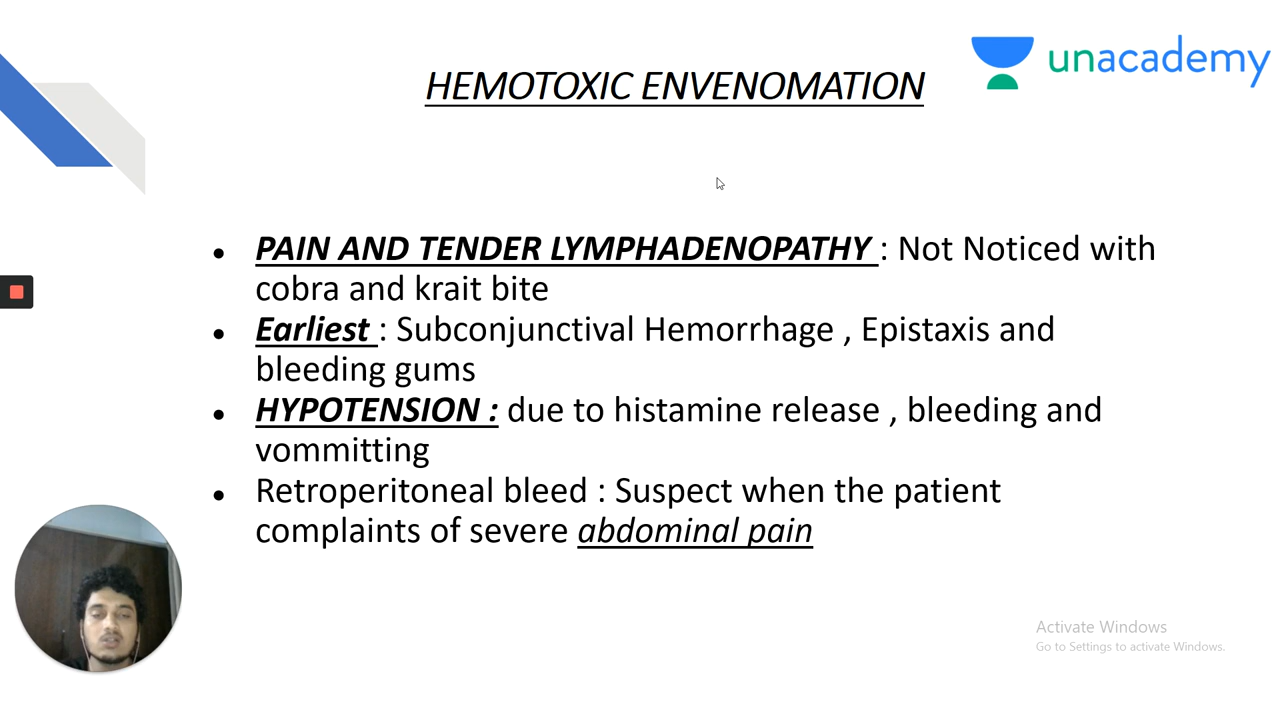 unacademy
HEMOTOXIC ENVENOMATION
● PAIN AND TENDER LYMPHADENOPATHY : Not Noticed with
cobra and krait bite
● Earliest : Subconjunctival Hemorrhage , Epistaxis and
bleeding gums
● HYPOTENSION : due to histamine release , bleeding and
vommitting
● Retroperitoneal bleed : Suspect when the patient
complaints of severe abdominal pain
Activate Windows
Go to Settings to activate Windows.